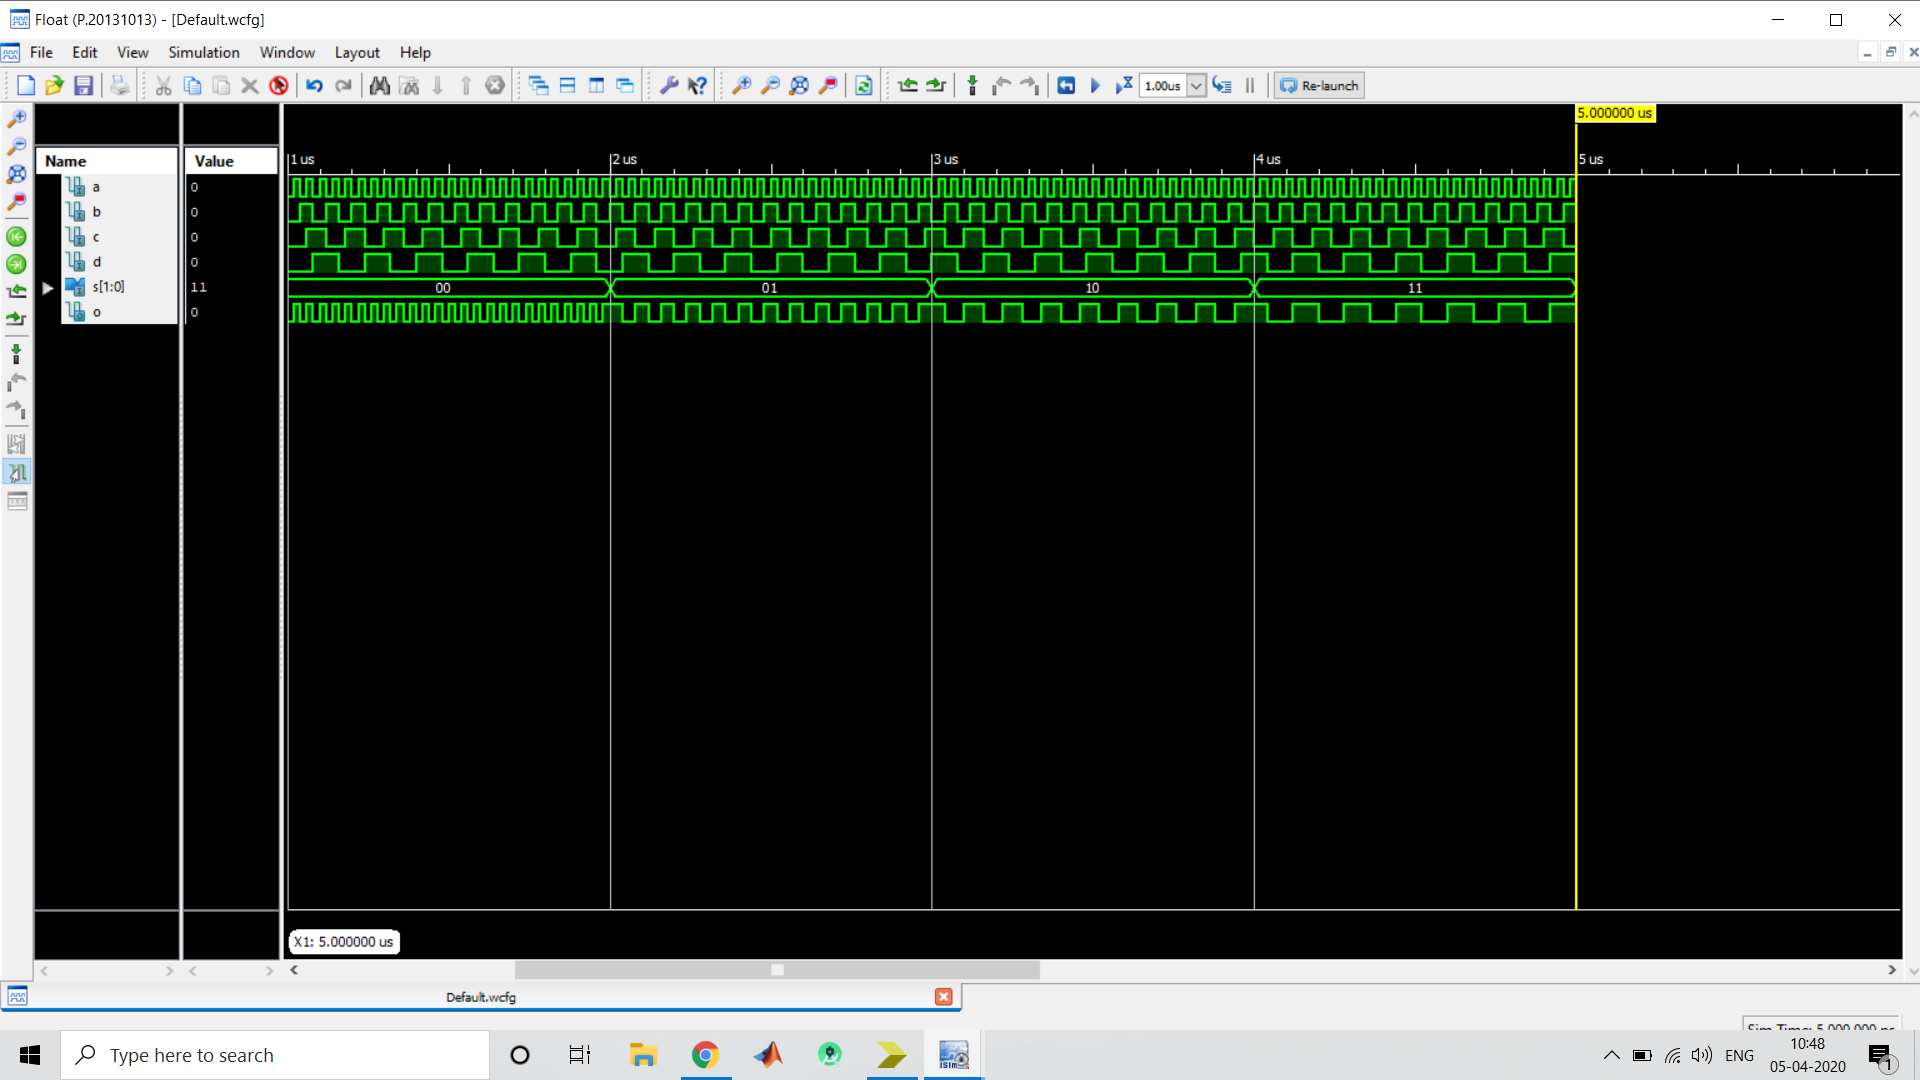 Float (P.20131013) - [Default.wcfg]
File Edit View Simulation Window Layout Help
1.00us Re-launch
5.000000 us
Name Value
1 us 2 us 3 us 4 us 5 us
a 0
b 0
c 0
d 0
s[1:0] 11 00 01 10 11
o 0
X1: 5.000000 us
Default.wcfg
Sim Time: 5,000,000 ps
Type here to search
ISim
ENG
10:48
05-04-2020
1